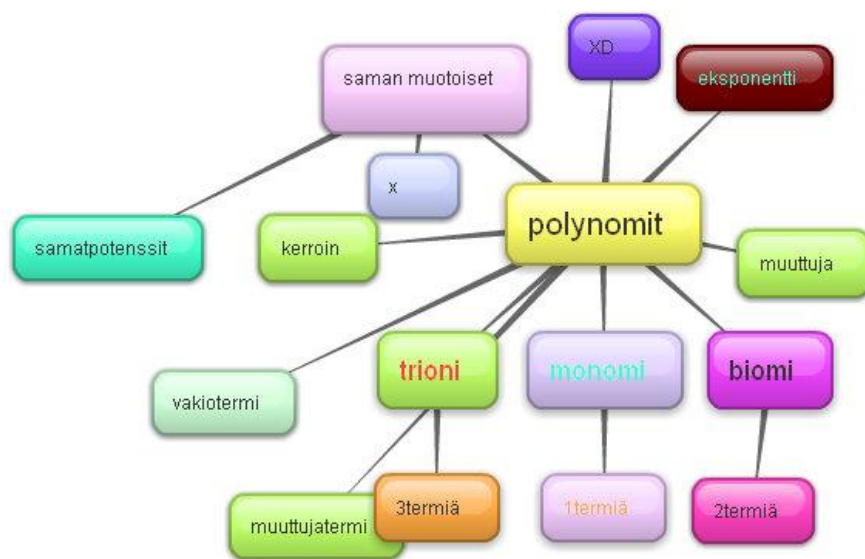 XD
saman muotoiset
eksponentti
x
polynomit
samatpotenssit
kerroin
muuttuja
trioni
monomi
biomi
vakiotermi
muuttujatermi
3termiä
1termiä
2termiä